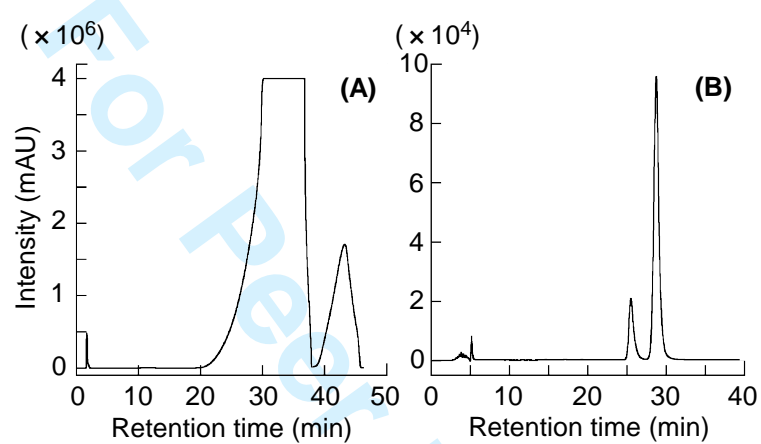 (×10⁶)
(A)
4
3
2
1
0
Intensity (mAU)
0 10 20 30 40 50
Retention time (min)
(×10⁴)
(B)
10
8
6
4
2
0
0 10 20 30 40
Retention time (min)
For Peer